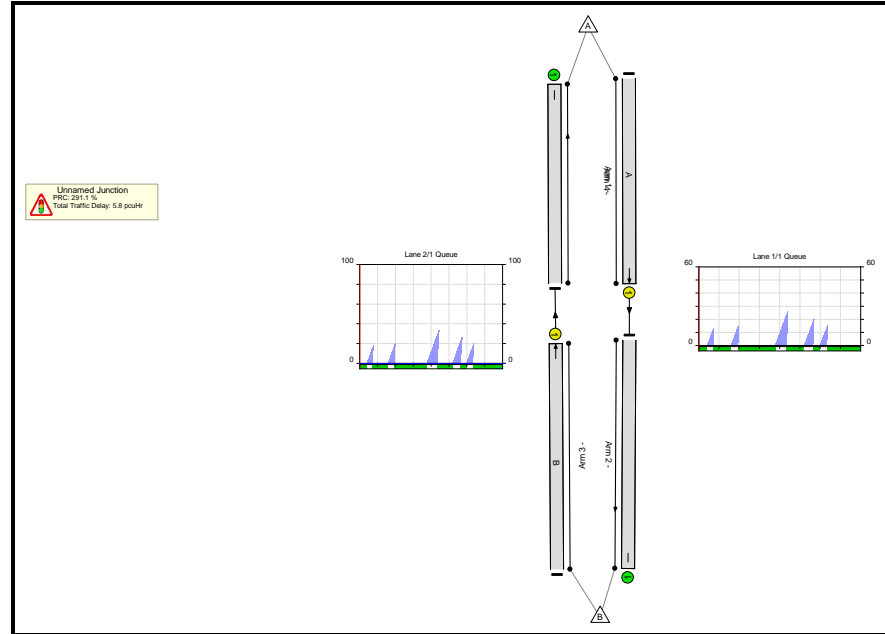 A
Unnamed Junction
PRC: 291.1 %
Total Traffic Delay: 5.8 pcuHr
A
100
Lane 2/1 Queue
100
0
0
60
Lane 1/1 Queue
60
0
0
B
Arm 3 -
Arm 2 -
B